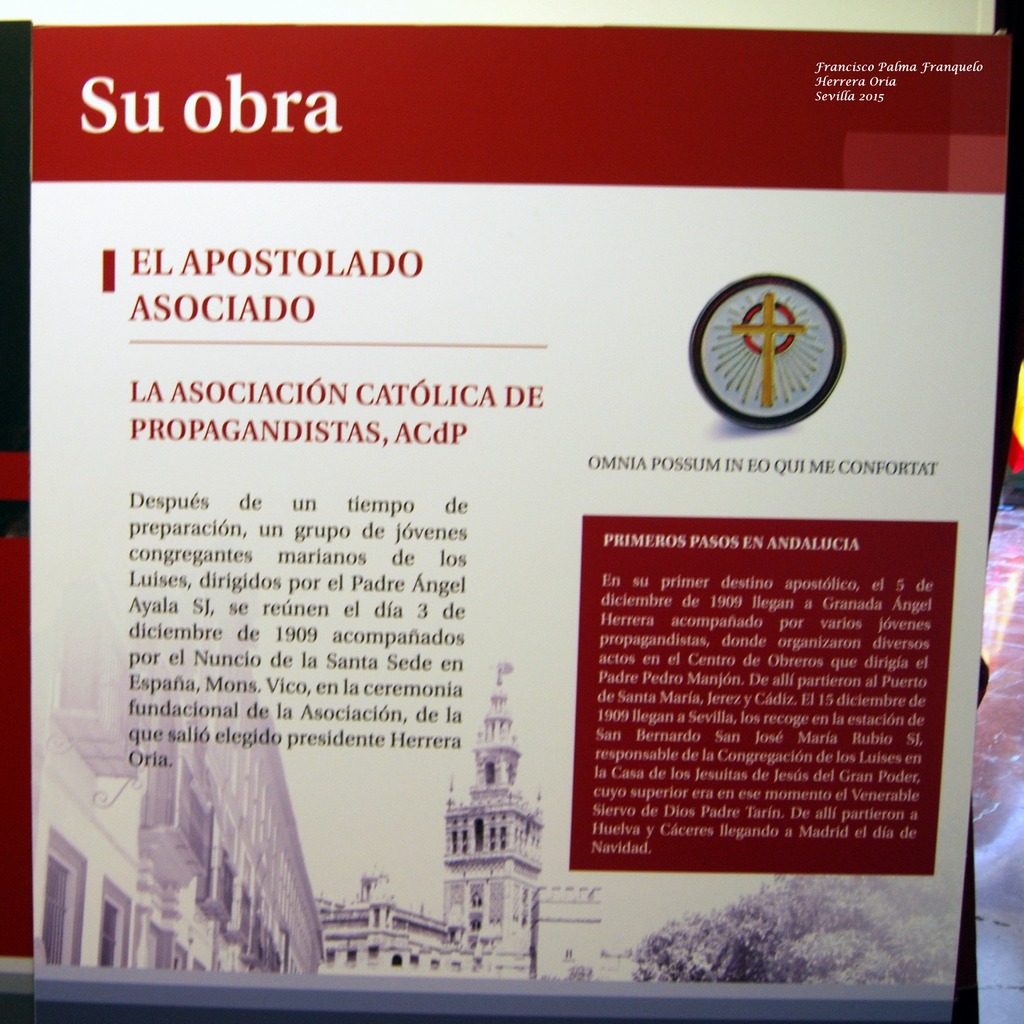 Su obra
Francisco Palma Franquelo
Herrera Oria
Sevilla 2015
EL APOSTOLADO
ASOCIADO
LA ASOCIACIÓN CATÓLICA DE
PROPAGANDISTAS, ACdP
Después de un tiempo de
preparación, un grupo de jóvenes
congregantes marianos de los
Luises, dirigidos por el Padre Ángel
Ayala SJ, se reúnen el día 3 de
diciembre de 1909 acompañados
por el Nuncio de la Santa Sede en
España, Mons. Vico, en la ceremonia
fundacional de la Asociación, de la
que salió elegido presidente Herrera
Oria.
OMNIA POSSUM IN EO QUI ME CONFORTAT
PRIMEROS PASOS EN ANDALUCIA
En su primer destino apostólico, el 5 de
diciembre de 1909 llegan a Granada Ángel
Herrera acompañado por varios jóvenes
propagandistas, donde organizaron diversos
actos en el Centro de Obreros que dirigía el
Padre Pedro Manjón. De allí partieron al Puerto
de Santa María, Jerez y Cádiz. El 15 diciembre de
1909 llegan a Sevilla, los recoge en la estación de
San Bernardo San José María Rubio SJ,
responsable de la Congregación de los Luises en
la Casa de los Jesuitas de Jesús del Gran Poder,
cuyo superior era en ese momento el Venerable
Siervo de Dios Padre Tarín. De allí partieron a
Huelva y Cáceres llegando a Madrid el día de
Navidad.